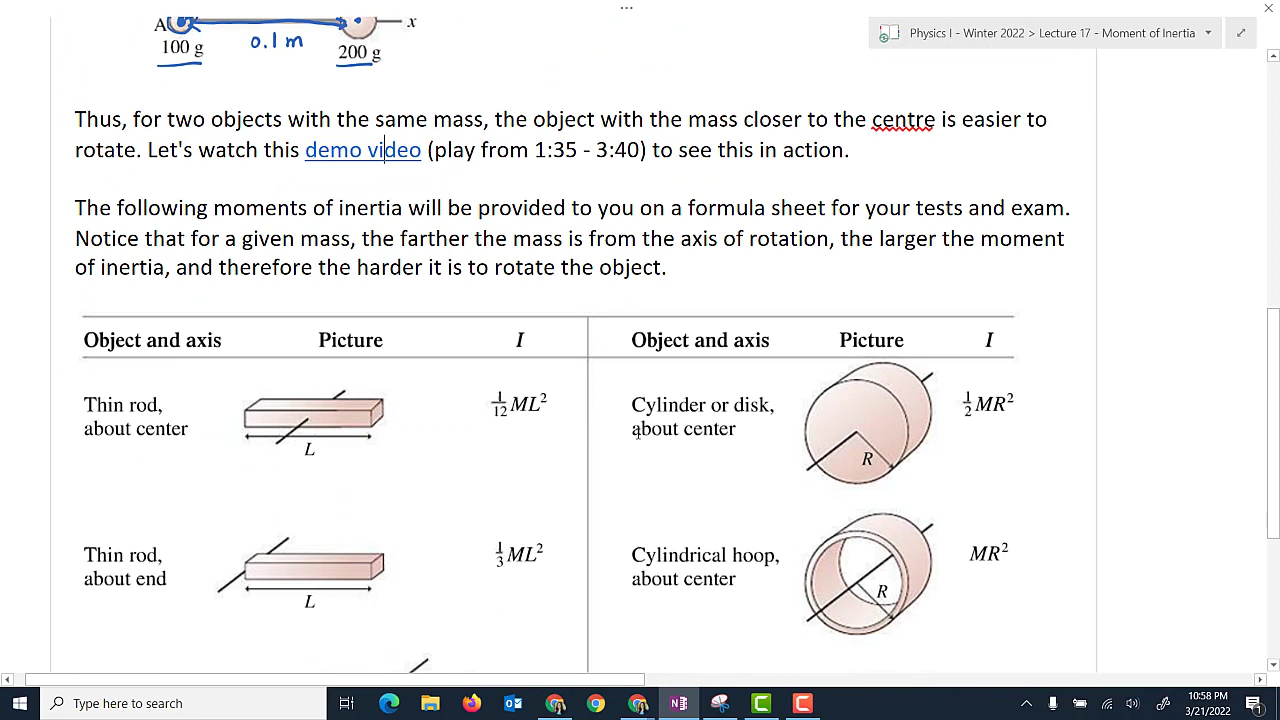 Physics I - Winter 2022 > Lecture 17 - Moment of Inertia
A
x
100 g
0.1 m
200 g
Thus, for two objects with the same mass, the object with the mass closer to the centre is easier to
rotate. Let's watch this demo video (play from 1:35 - 3:40) to see this in action.
The following moments of inertia will be provided to you on a formula sheet for your tests and exam.
Notice that for a given mass, the farther the mass is from the axis of rotation, the larger the moment
of inertia, and therefore the harder it is to rotate the object.
Object and axis Picture I Object and axis Picture I
Thin rod,
about center
L
1/12 ML²
Cylinder or disk,
about center
R
1/2 MR²
Thin rod,
about end
L
1/3 ML²
Cylindrical hoop,
about center
R
MR²
Type here to search
10:58 PM
3/21/2022